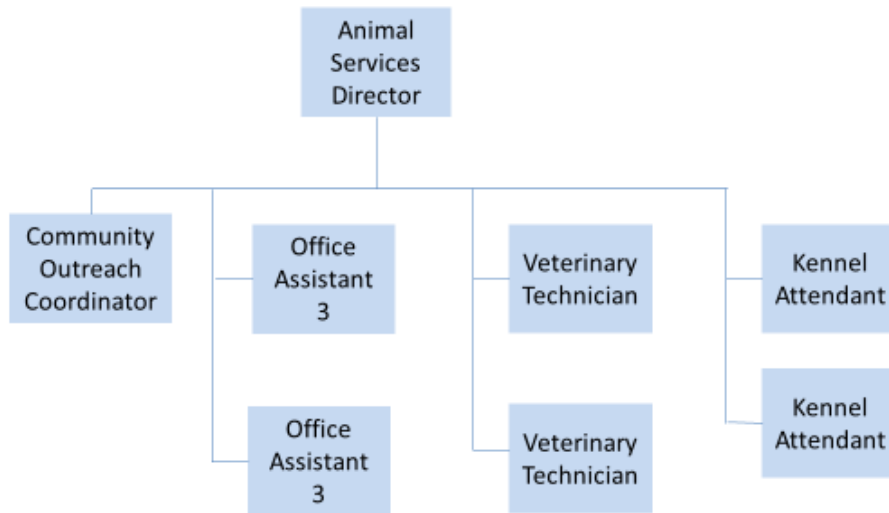 Animal
Services
Director
Community
Outreach
Coordinator
Office
Assistant
3
Veterinary
Technician
Kennel
Attendant
Office
Assistant
3
Veterinary
Technician
Kennel
Attendant